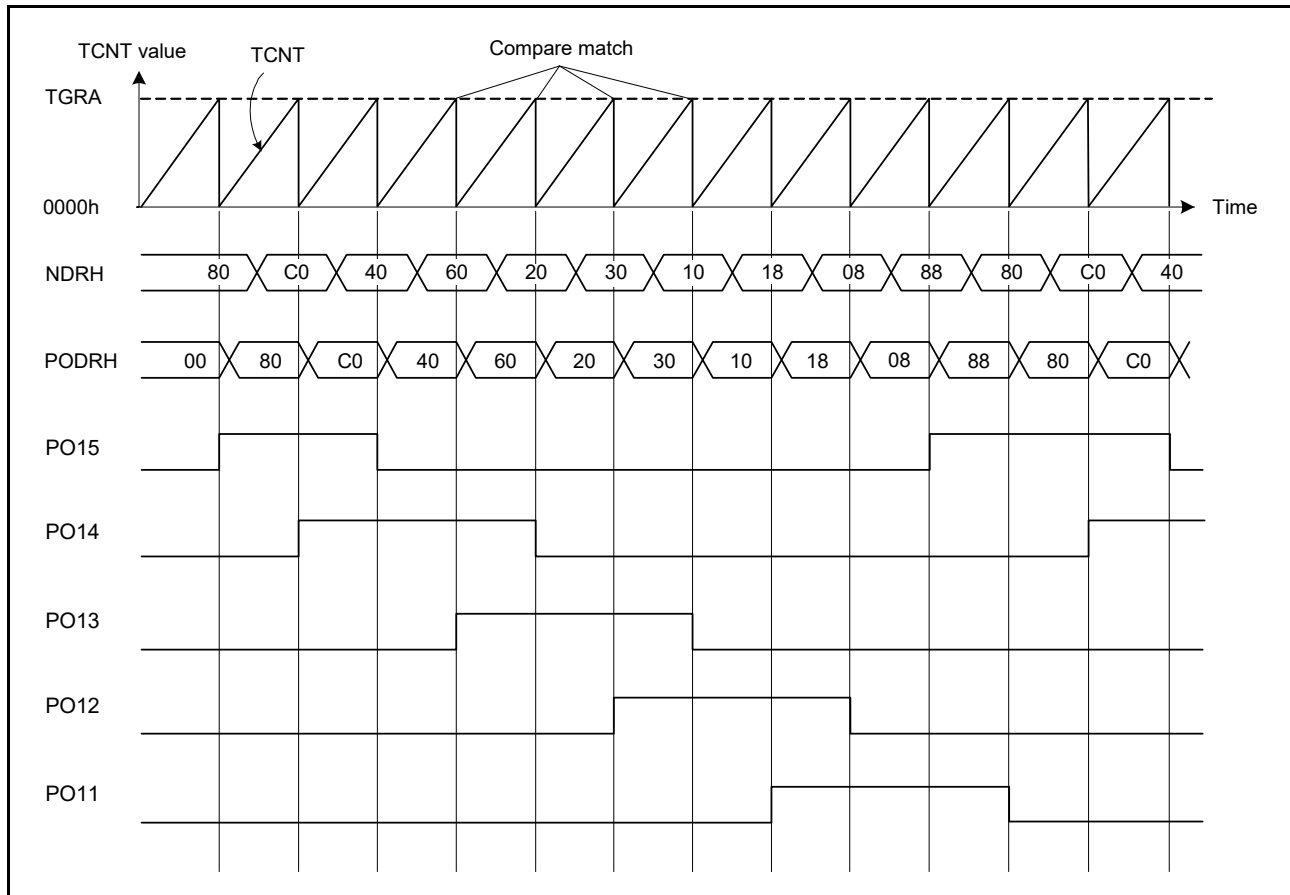 TCNT value
TCNT
Compare match
TGRA
0000h
Time
NDRH 80 C0 40 60 20 30 10 18 08 88 80 C0 40
PODRH 00 80 C0 40 60 20 30 10 18 08 88 80 C0
PO15
PO14
PO13
PO12
PO11